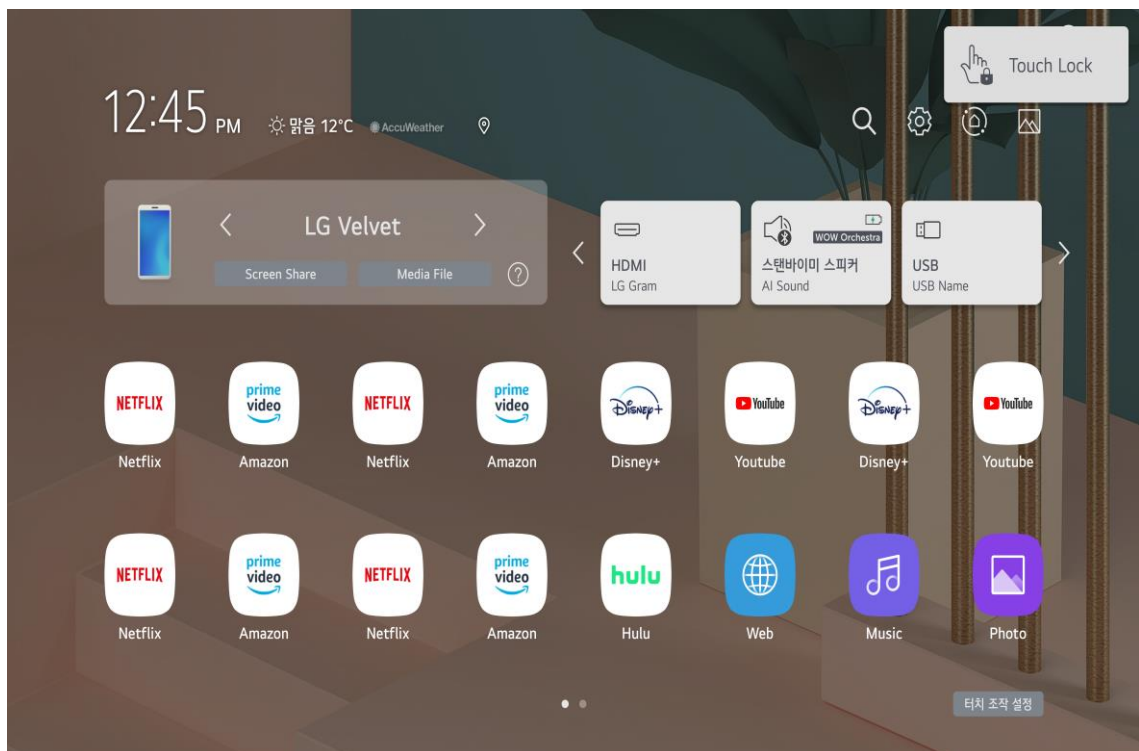 Touch Lock
12:45 PM 맑음 12°C AccuWeather
LG Velvet
Screen Share Media File ?
HDMI
LG Gram
WOW Orchestra
스탠바이미 스피커
AI Sound
USB
USB Name
NETFLIX prime video NETFLIX prime video Disney+ YouTube Disney+ YouTube
Netflix Amazon Netflix Amazon Disney+ Youtube Disney+ Youtube
NETFLIX prime video NETFLIX prime video hulu
Netflix Amazon Netflix Amazon Hulu Web Music Photo
터치 조작 설정